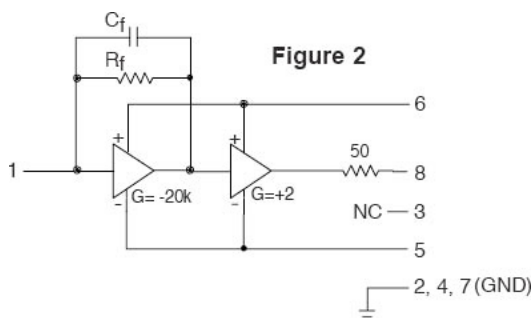 Cf
Rf
Figure 2
6
+
+
50
1
8
G= -20k
G=+2
NC
3
-
-
5
2, 4, 7 (GND)